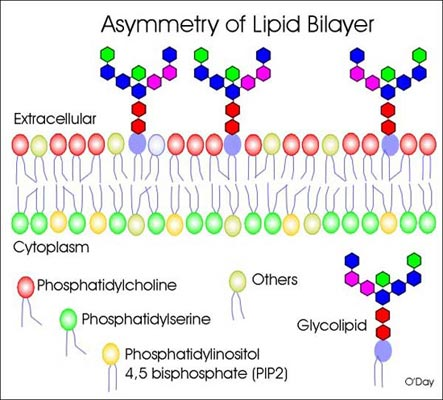 Asymmetry of Lipid Bilayer
Extracellular
Cytoplasm
Phosphatidylcholine
Others
Phosphatidylserine
Glycolipid
Phosphatidylinositol
4,5 bisphosphate (PIP2)
O'Day